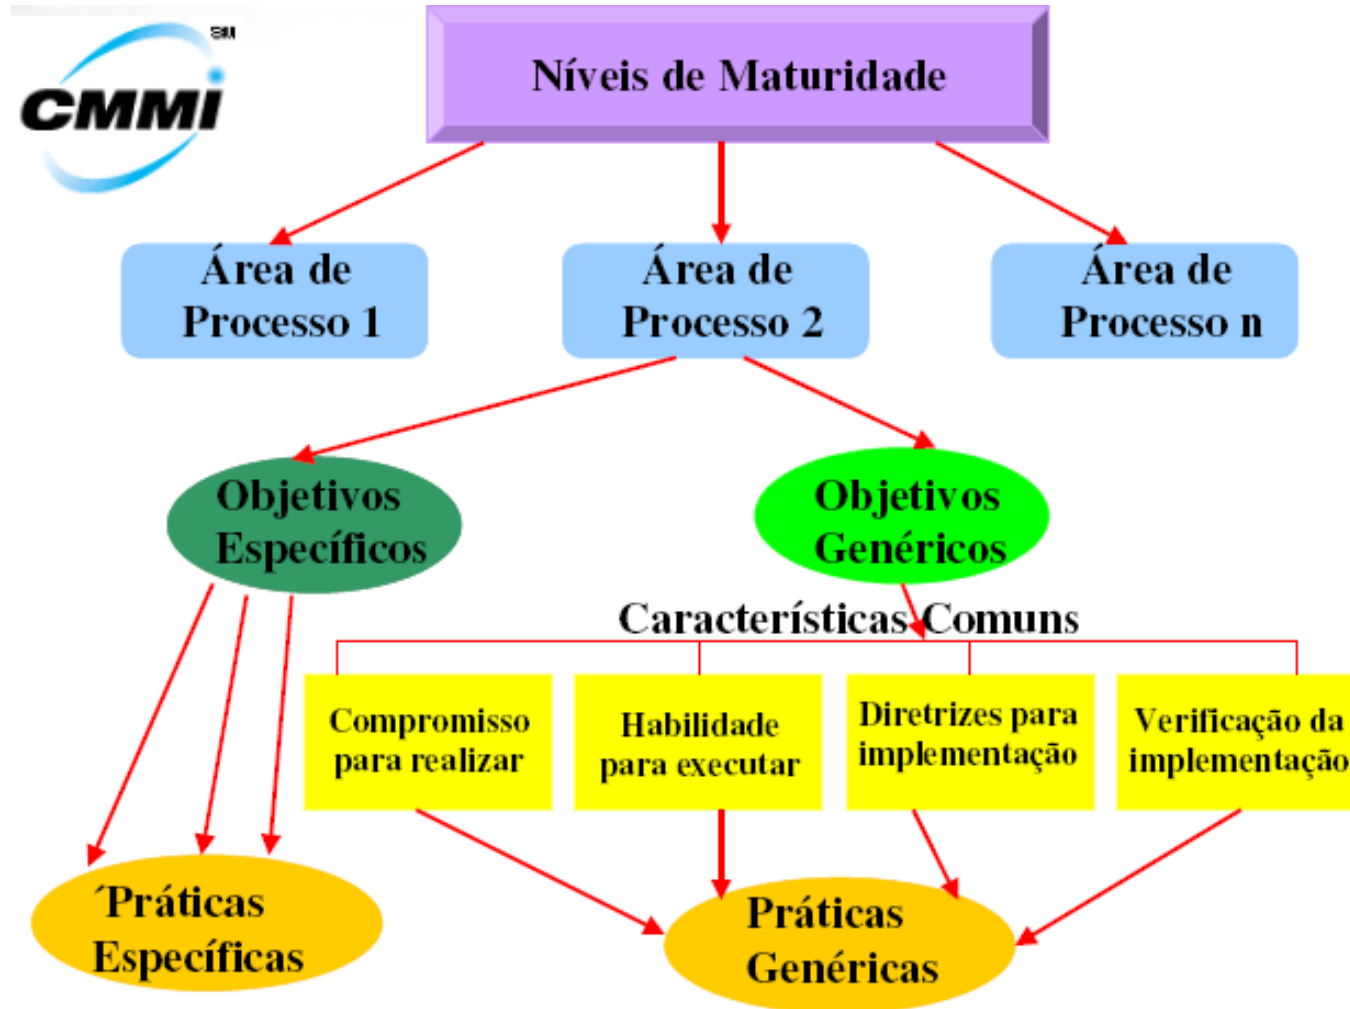 SM
CMMI
Níveis de Maturidade
Área de
Processo 1
Área de
Processo 2
Área de
Processo n
Objetivos
Específicos
Objetivos
Genéricos
Características Comuns
Compromisso
para realizar
Habilidade
para executar
Diretrizes para
implementação
Verificação da
implementação
´Práticas
Específicas
Práticas
Genéricas